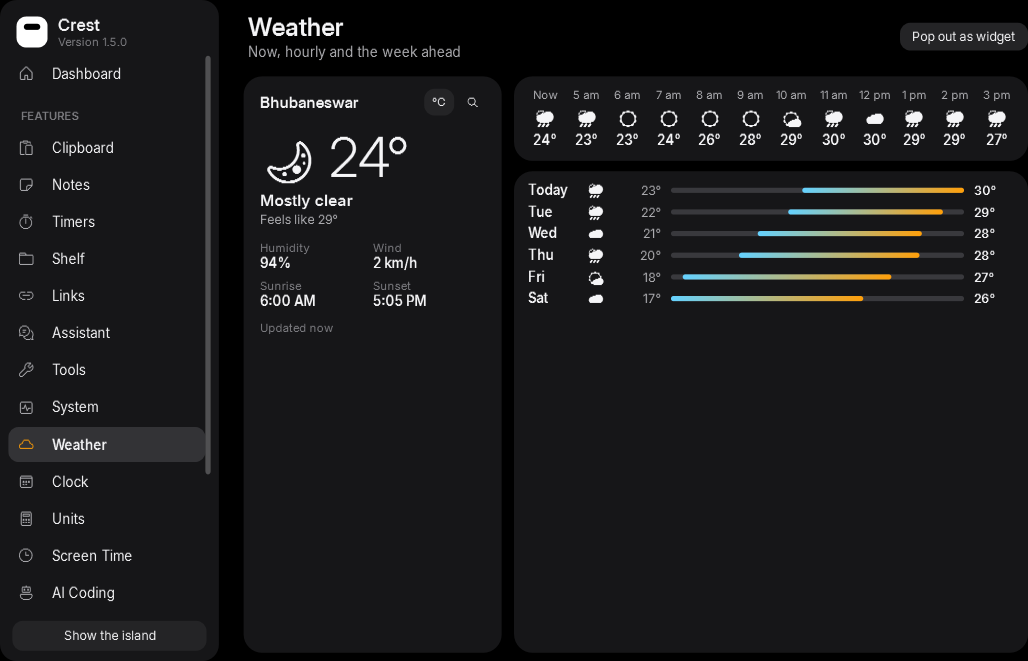 Crest
Version 1.5.0
Dashboard
FEATURES
Clipboard
Notes
Timers
Shelf
Links
Assistant
Tools
System
Weather
Clock
Units
Screen Time
AI Coding
Show the island
Weather
Now, hourly and the week ahead
Pop out as widget
Bhubaneswar
°C
24°
Mostly clear
Feels like 29°
Humidity Wind
94% 2 km/h
Sunrise Sunset
6:00 AM 5:05 PM
Updated now
Now 5 am 6 am 7 am 8 am 9 am 10 am 11 am 12 pm 1 pm 2 pm 3 pm
24° 23° 23° 24° 26° 28° 29° 30° 30° 29° 29° 27°
Today 23° 30°
Tue 22° 29°
Wed 21° 28°
Thu 20° 28°
Fri 18° 27°
Sat 17° 26°